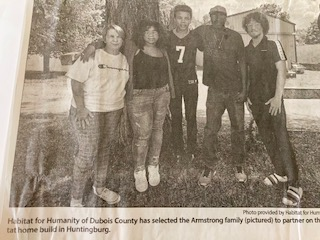 7
Photo provided by Habitat for Hum
Habitat for Humanity of Dubois County has selected the Armstrong family (pictured) to partner on th
tat home build in Huntingburg.